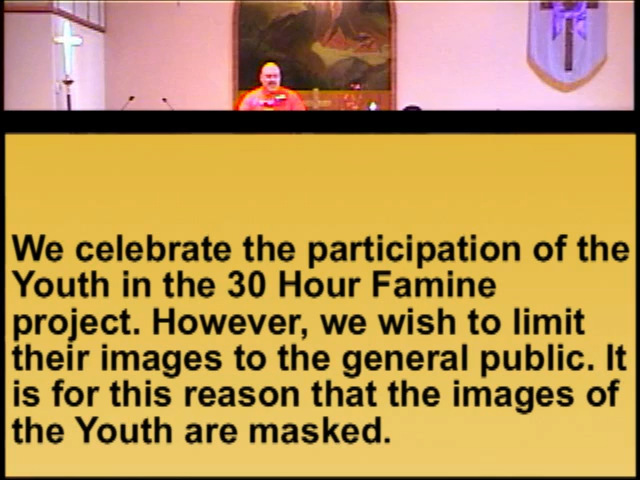 We celebrate the participation of the
Youth in the 30 Hour Famine
project. However, we wish to limit
their images to the general public. It
is for this reason that the images of
the Youth are masked.